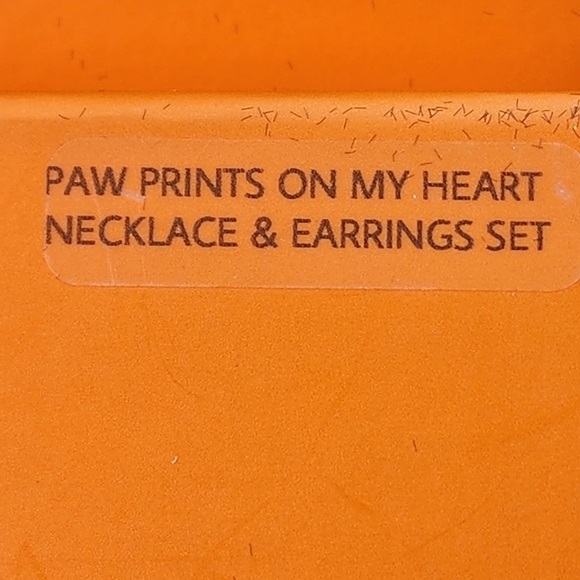 PAW PRINTS ON MY HEART
NECKLACE & EARRINGS SET